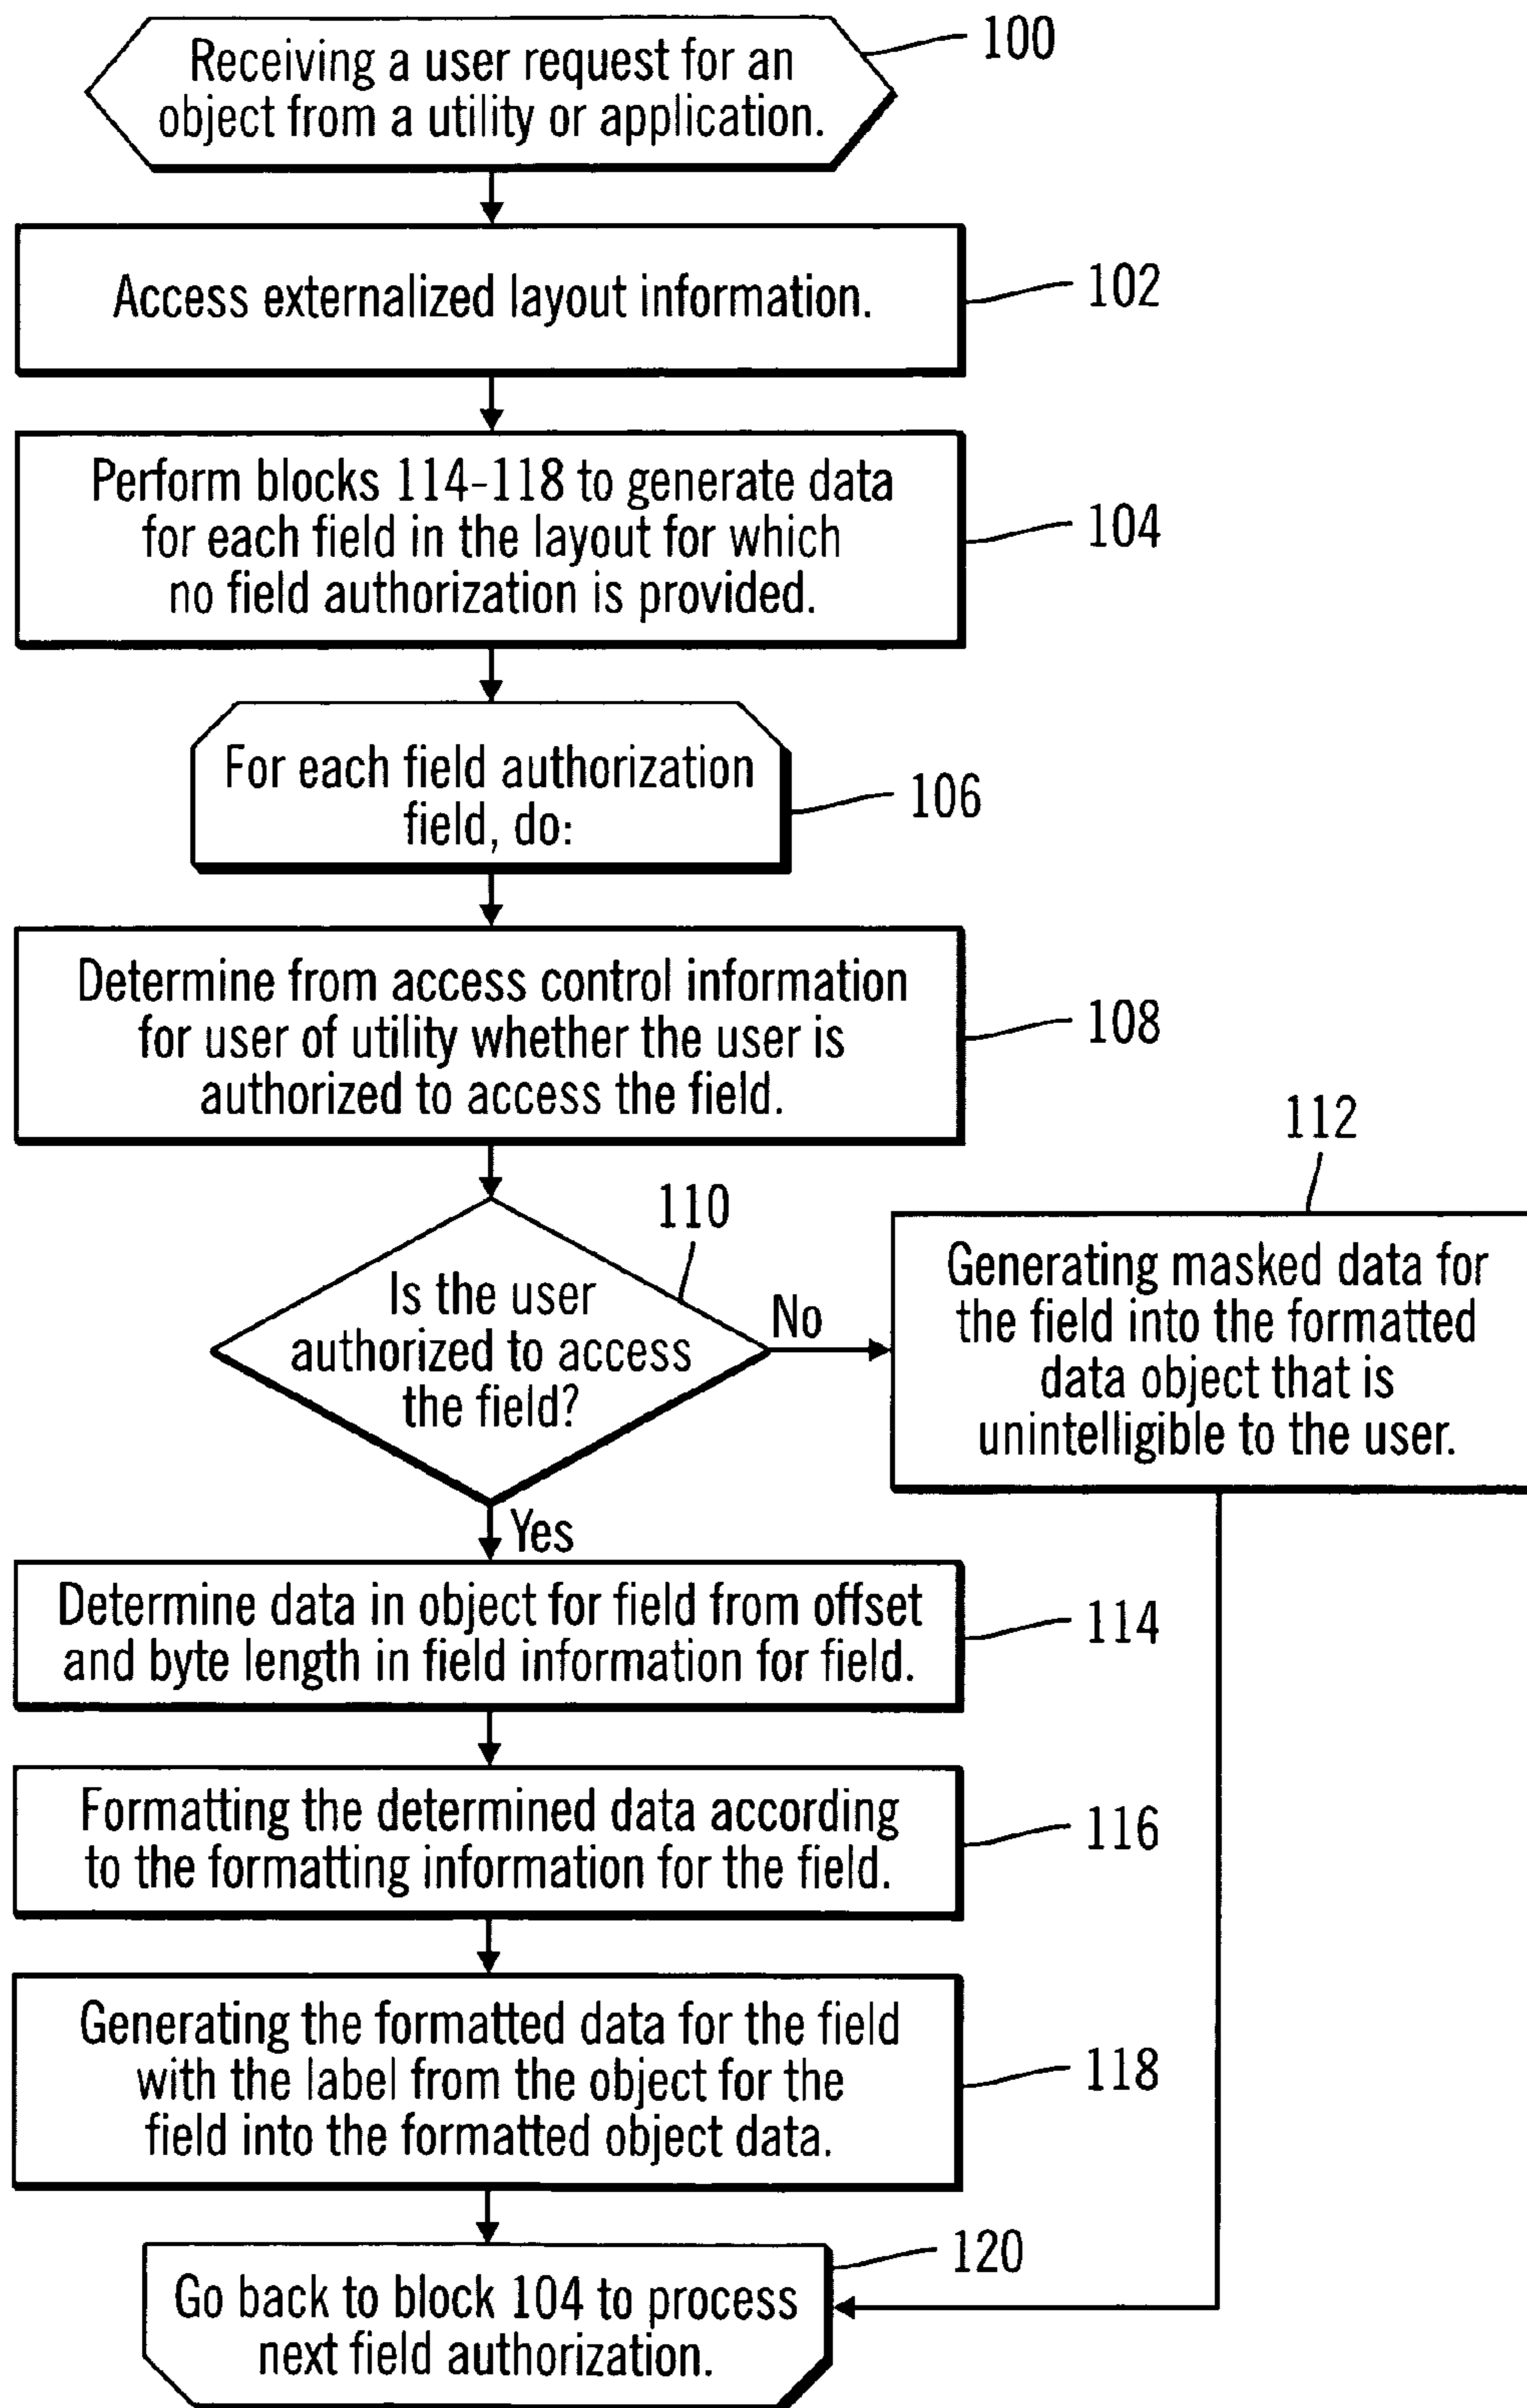 Receiving a user request for an
object from a utility or application.
100
Access externalized layout information.
102
Perform blocks 114-118 to generate data
for each field in the layout for which
no field authorization is provided.
104
For each field authorization
field, do:
106
Determine from access control information
for user of utility whether the user is
authorized to access the field.
108
Is the user
authorized to access
the field?
110
No
112
Generating masked data for
the field into the formatted
data object that is
unintelligible to the user.
Yes
Determine data in object for field from offset
and byte length in field information for field.
114
Formatting the determined data according
to the formatting information for the field.
116
Generating the formatted data for the field
with the label from the object for the
field into the formatted object data.
118
Go back to block 104 to process
next field authorization.
120